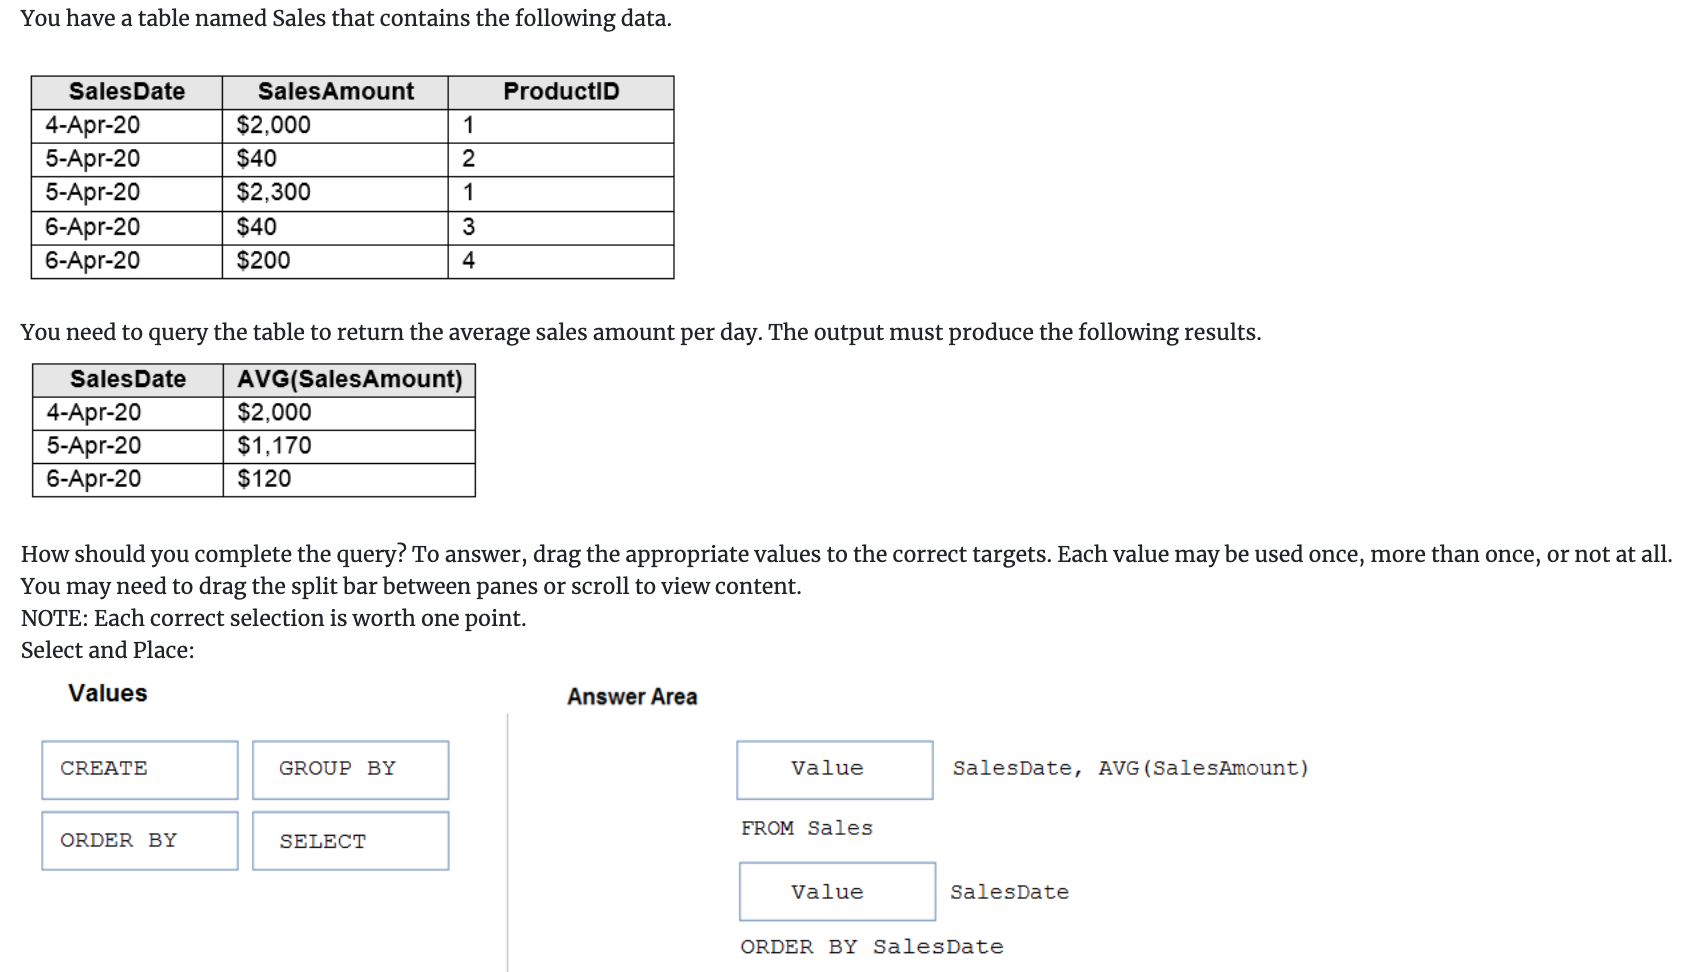 You have a table named Sales that contains the following data.
SalesDate SalesAmount ProductID
4-Apr-20 $2,000 1
5-Apr-20 $40 2
5-Apr-20 $2,300 1
6-Apr-20 $40 3
6-Apr-20 $200 4
You need to query the table to return the average sales amount per day. The output must produce the following results.
SalesDate AVG(SalesAmount)
4-Apr-20 $2,000
5-Apr-20 $1,170
6-Apr-20 $120
How should you complete the query? To answer, drag the appropriate values to the correct targets. Each value may be used once, more than once, or not at all.
You may need to drag the split bar between panes or scroll to view content.
NOTE: Each correct selection is worth one point.
Select and Place:
Values
CREATE GROUP BY
ORDER BY SELECT
Answer Area
Value SalesDate, AVG(SalesAmount)
FROM Sales
Value SalesDate
ORDER BY SalesDate